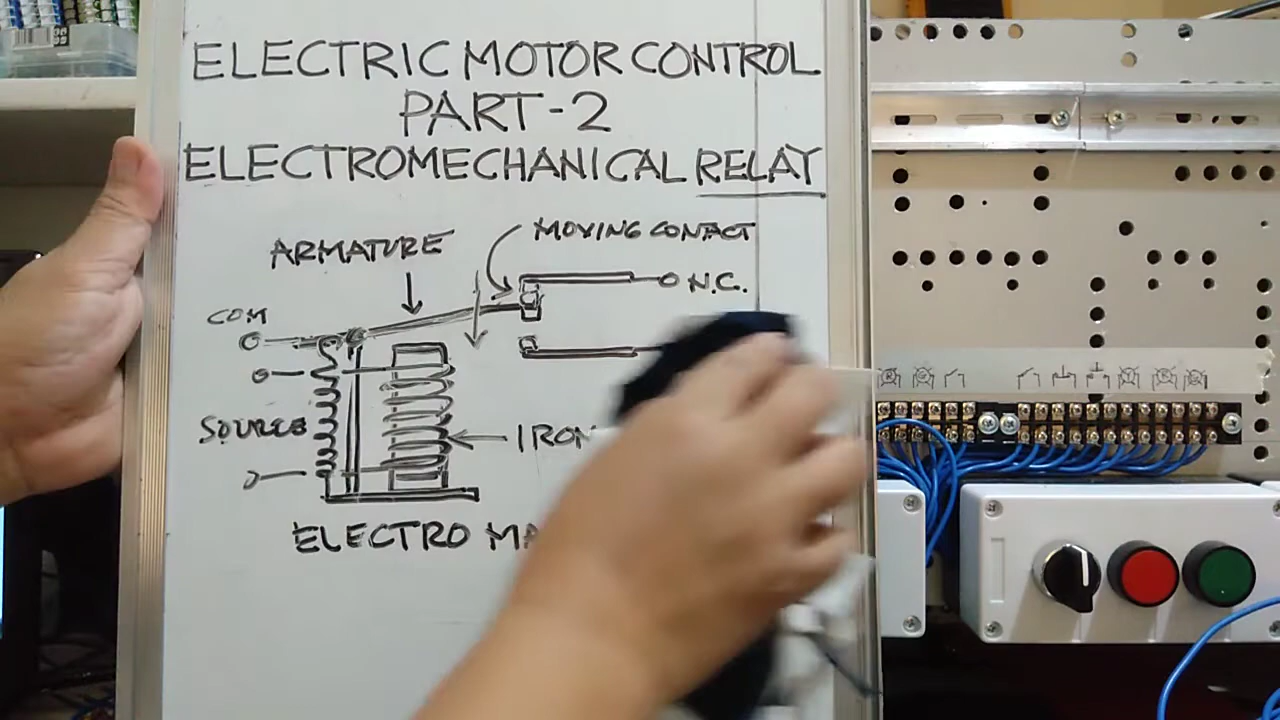 ELECTRIC MOTOR CONTROL
PART-2
ELECTROMECHANICAL RELAY
MOVING CONTACT
ARMATURE
N.C.
COM
SOURCE
IRON
ELECTRO